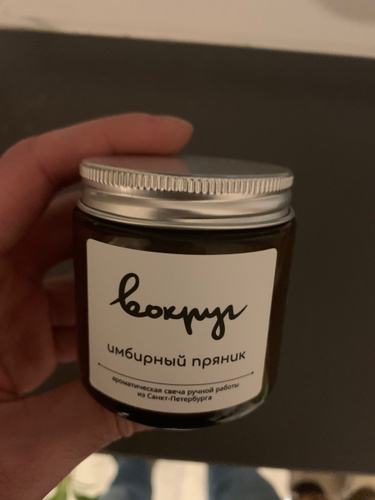 вокруг
имбирный пряник
ароматическая свеча ручной работы
из Санкт-Петербурга